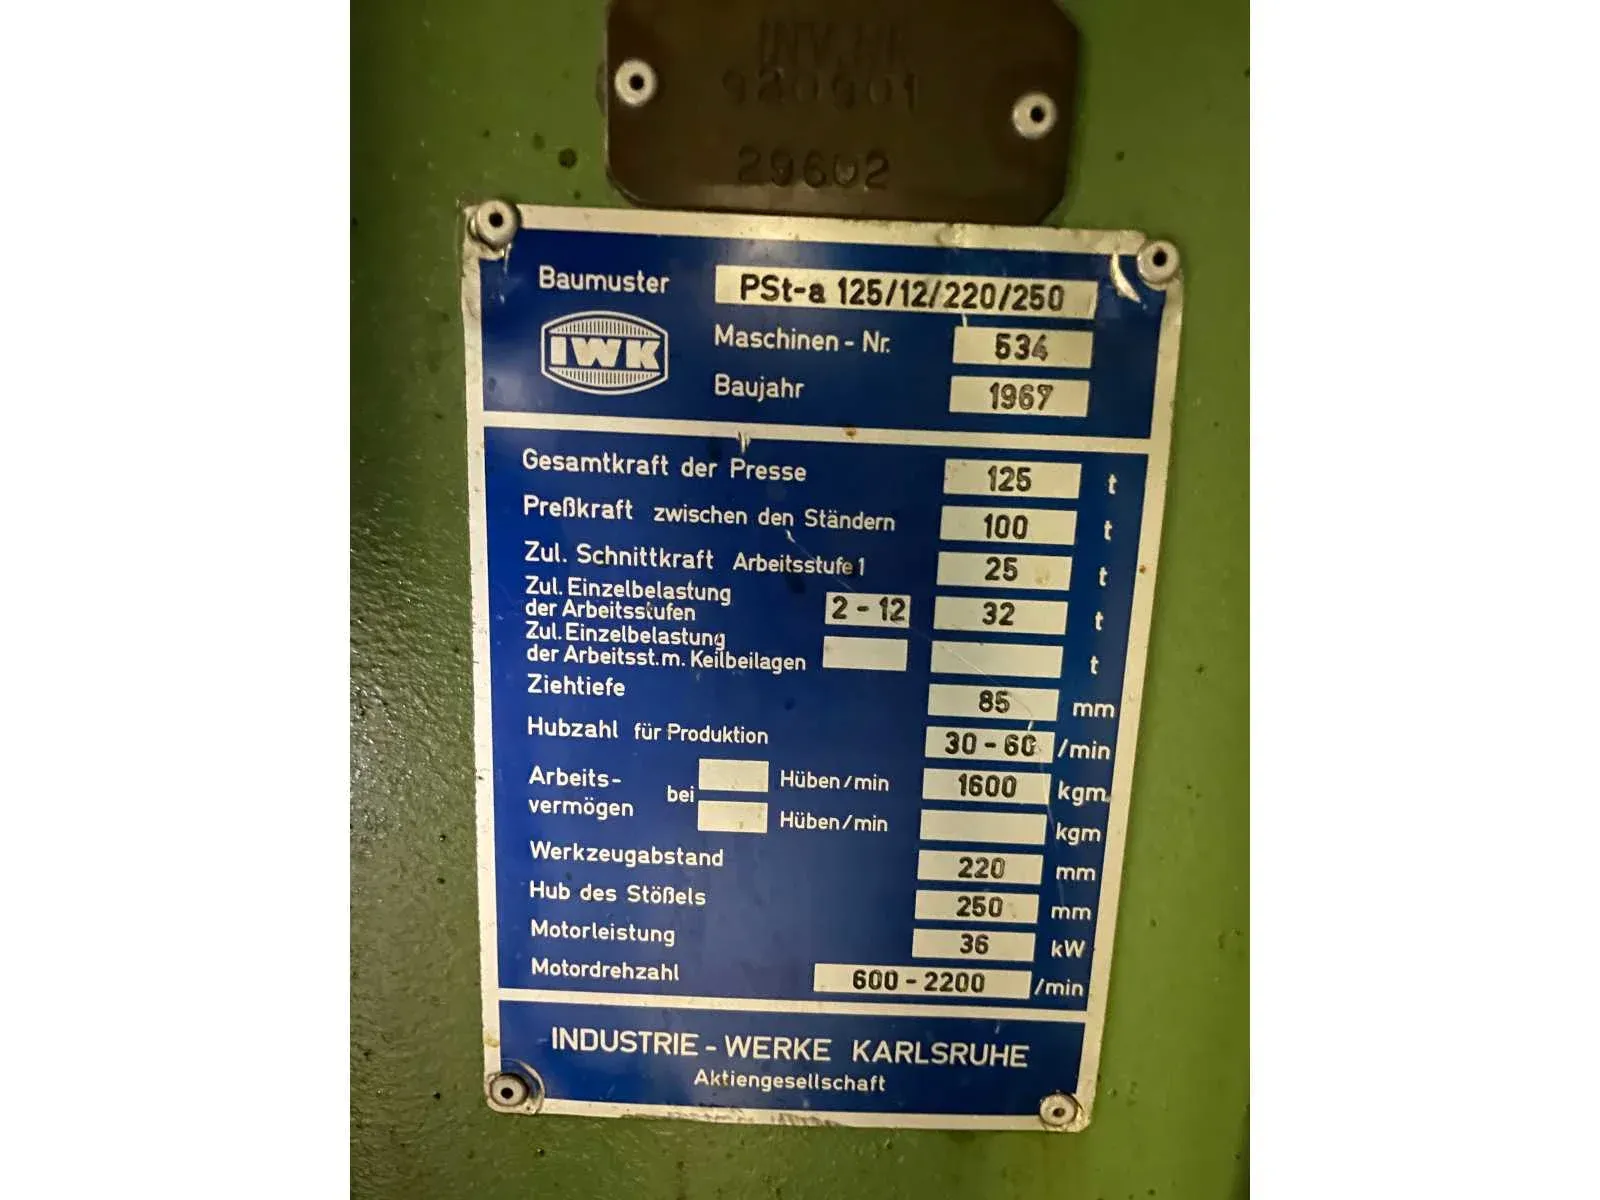 INV.NR
920901
29602
Baumuster PSt-a 125/12/220/250
IWK
Maschinen - Nr. 534
Baujahr 1967
Gesamtkraft der Presse 125 t
Preßkraft zwischen den Ständern 100 t
Zul. Schnittkraft Arbeitsstufe 1 25 t
Zul. Einzelbelastung
der Arbeitsstufen 2 - 12 32 t
Zul. Einzelbelastung
der Arbeitsst. m. Keilbeilagen t
Ziehtiefe 85 mm
Hubzahl für Produktion 30 - 60 /min
Arbeits-
vermögen bei Hüben/min 1600 kgm
Hüben/min kgm
Werkzeugabstand 220 mm
Hub des Stößels 250 mm
Motorleistung 36 kW
Motordrehzahl 600 - 2200 /min
INDUSTRIE - WERKE KARLSRUHE
Aktiengesellschaft